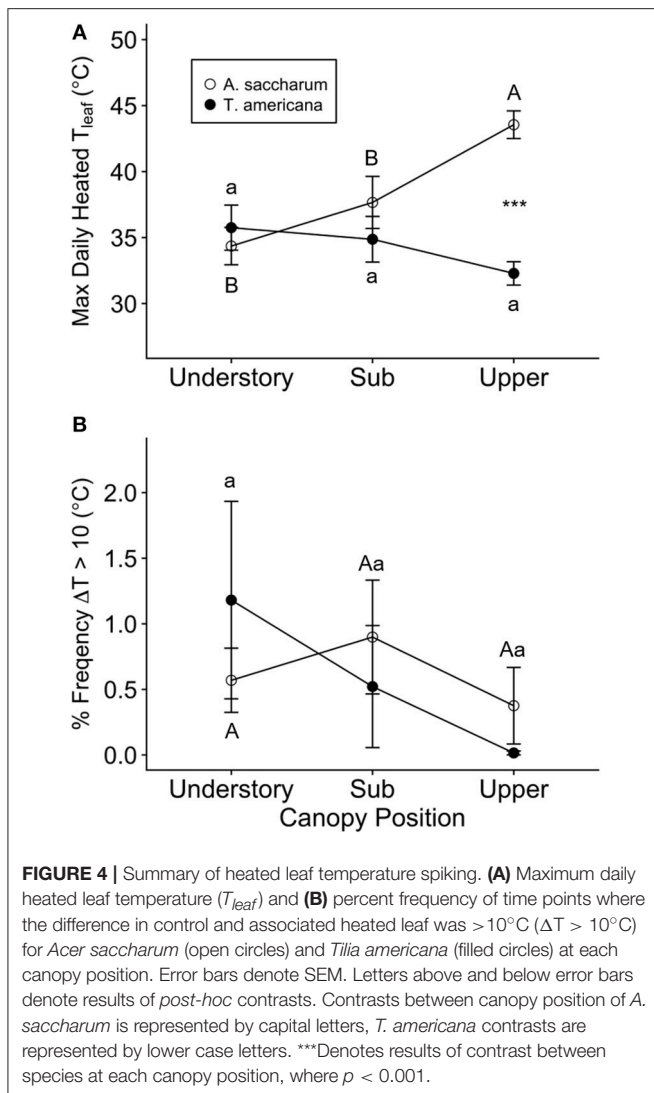 A
Max Daily Heated T_leaf (°C)
50
45
40
35
30
A. saccharum
T. americana
a
B
B
a
A
***
a
Understory Sub Upper
B
% Freqency ΔT > 10 (°C)
2.0
1.5
1.0
0.5
0.0
a
A
Aa
Aa
Understory Sub Upper
Canopy Position
FIGURE 4 | Summary of heated leaf temperature spiking. (A) Maximum daily
heated leaf temperature (T_leaf) and (B) percent frequency of time points where
the difference in control and associated heated leaf was >10°C (ΔT > 10°C)
for Acer saccharum (open circles) and Tilia americana (filled circles) at each
canopy position. Error bars denote SEM. Letters above and below error bars
denote results of post-hoc contrasts. Contrasts between canopy position of A.
saccharum is represented by capital letters, T. americana contrasts are
represented by lower case letters. ***Denotes results of contrast between
species at each canopy position, where p < 0.001.